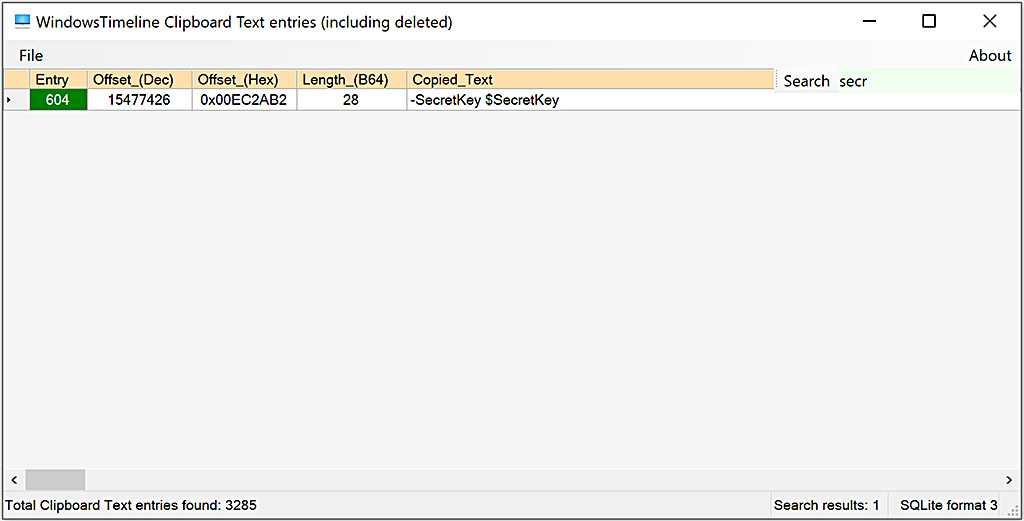 WindowsTimeline Clipboard Text entries (including deleted)
File About
Entry Offset_(Dec) Offset_(Hex) Length_(B64) Copied_Text Search secr
604 15477426 0x00EC2AB2 28 -SecretKey $SecretKey
Total Clipboard Text entries found: 3285 Search results: 1 SQLite format 3